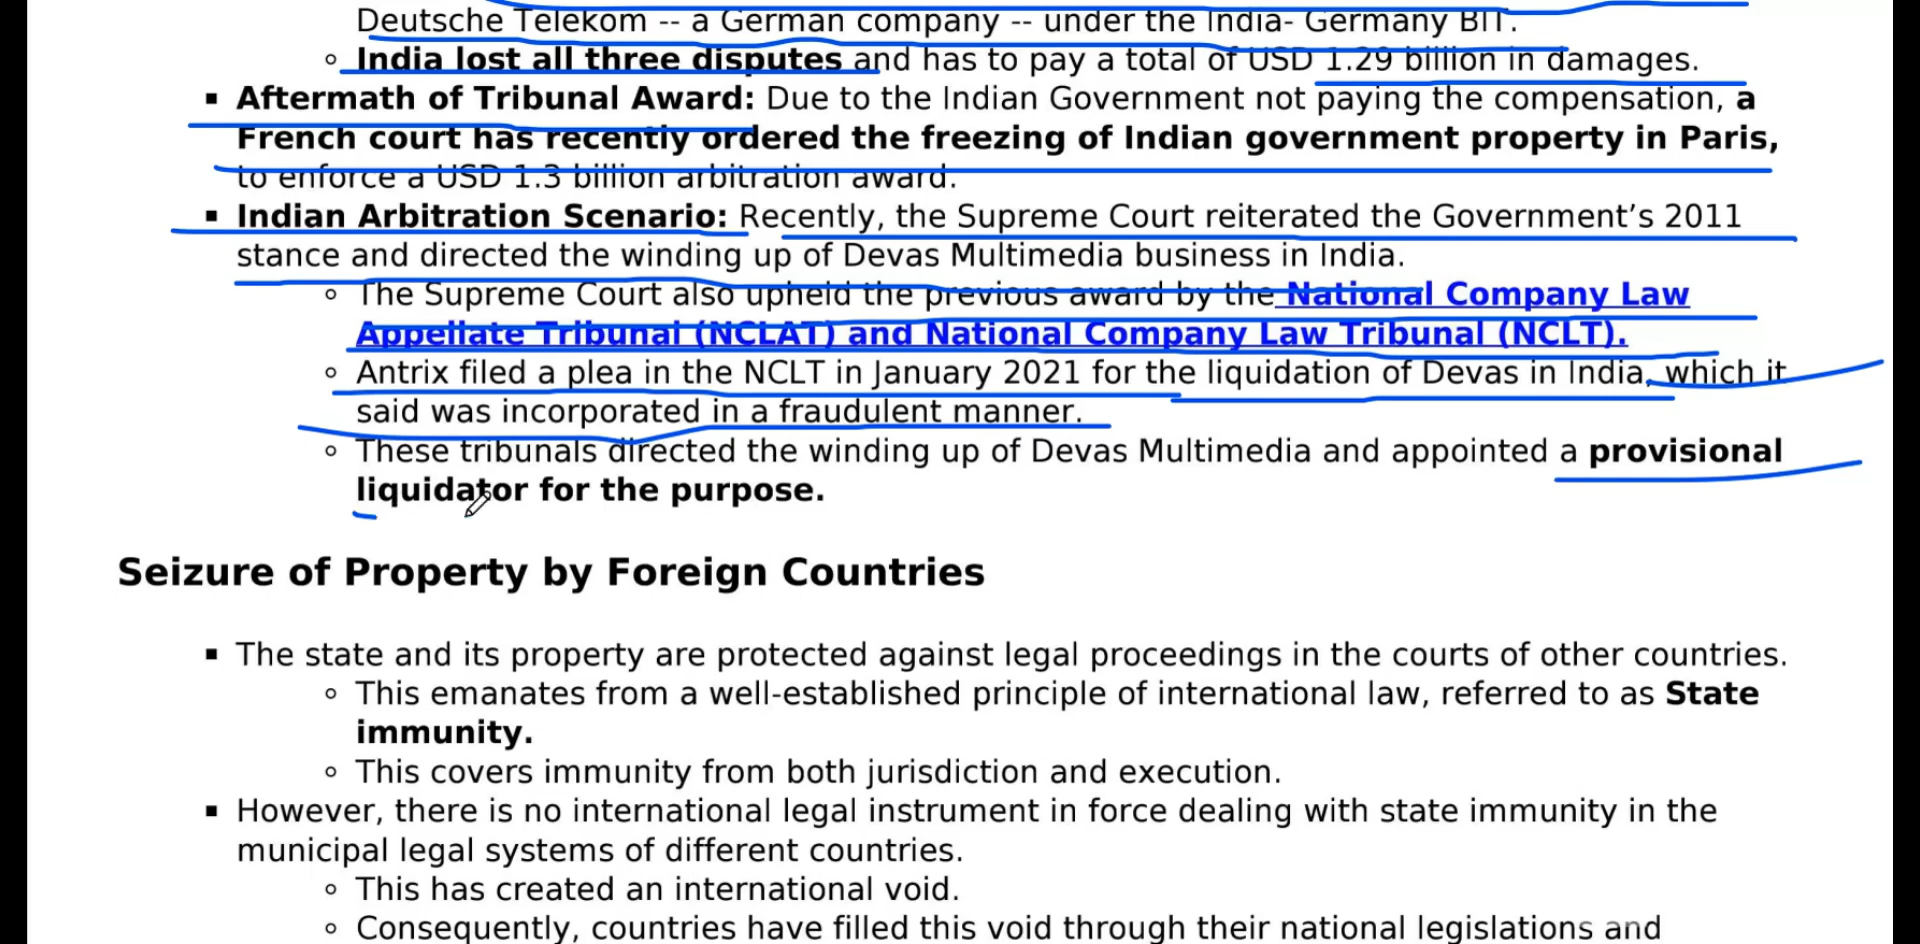 Deutsche Telekom -- a German company -- under the India- Germany BIT.
◦ India lost all three disputes and has to pay a total of USD 1.29 billion in damages.
▪ Aftermath of Tribunal Award: Due to the Indian Government not paying the compensation, a
French court has recently ordered the freezing of Indian government property in Paris,
to enforce a USD 1.3 billion arbitration award.
▪ Indian Arbitration Scenario: Recently, the Supreme Court reiterated the Government’s 2011
stance and directed the winding up of Devas Multimedia business in India.
◦ The Supreme Court also upheld the previous award by the National Company Law
Appellate Tribunal (NCLAT) and National Company Law Tribunal (NCLT).
◦ Antrix filed a plea in the NCLT in January 2021 for the liquidation of Devas in India, which it
said was incorporated in a fraudulent manner.
◦ These tribunals directed the winding up of Devas Multimedia and appointed a provisional
liquidator for the purpose.
Seizure of Property by Foreign Countries
▪ The state and its property are protected against legal proceedings in the courts of other countries.
◦ This emanates from a well-established principle of international law, referred to as State
immunity.
◦ This covers immunity from both jurisdiction and execution.
▪ However, there is no international legal instrument in force dealing with state immunity in the
municipal legal systems of different countries.
◦ This has created an international void.
◦ Consequently, countries have filled this void through their national legislations and